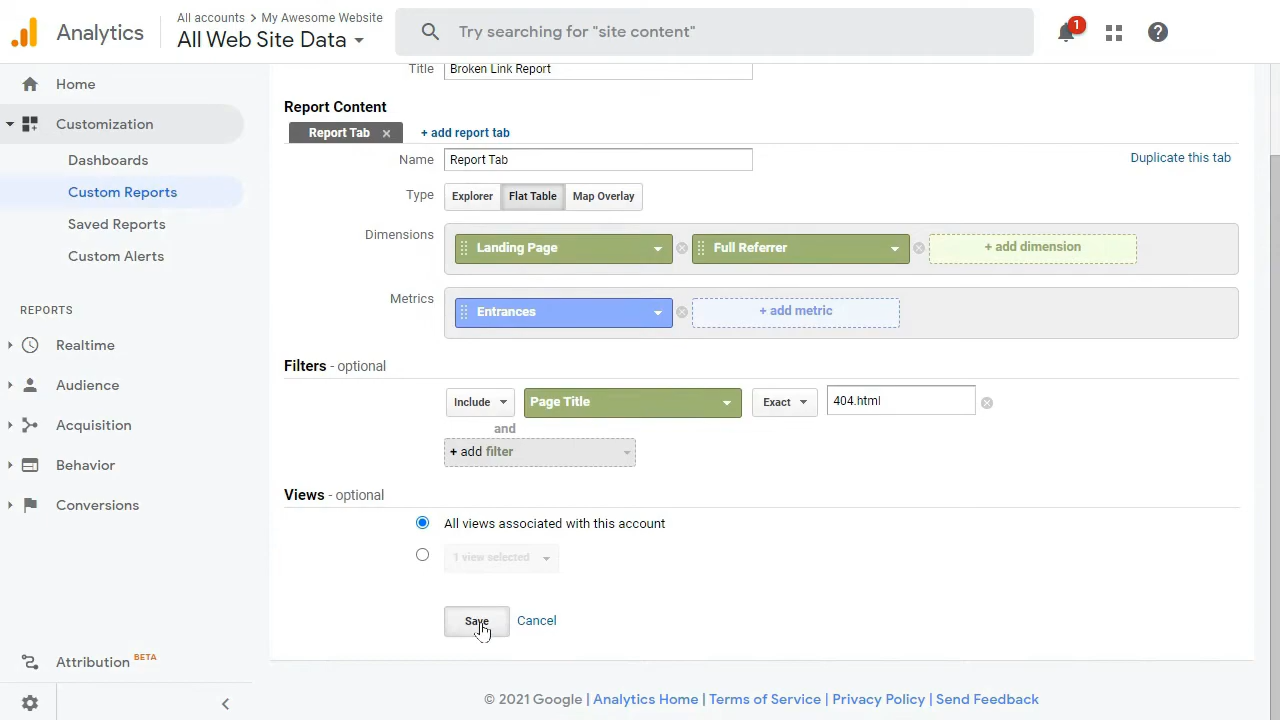 Analytics
All accounts > My Awesome Website
All Web Site Data
Try searching for "site content"
1
Home
Customization
Dashboards
Custom Reports
Saved Reports
Custom Alerts
REPORTS
Realtime
Audience
Acquisition
Behavior
Conversions
Attribution BETA
Title Broken Link Report
Report Content
Report Tab + add report tab
Name Report Tab Duplicate this tab
Type Explorer Flat Table Map Overlay
Dimensions Landing Page Full Referrer + add dimension
Metrics Entrances + add metric
Filters - optional
Include Page Title Exact 404.html
and
+ add filter
Views - optional
All views associated with this account
1 view selected
Save Cancel
© 2021 Google | Analytics Home | Terms of Service | Privacy Policy | Send Feedback